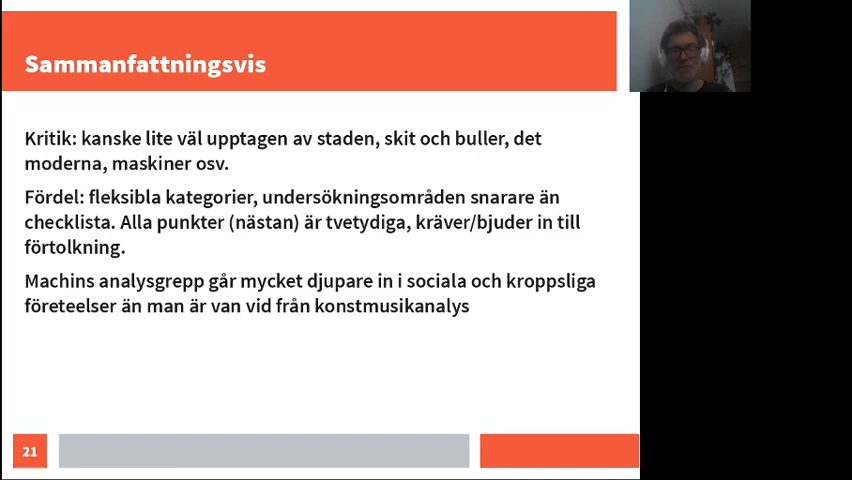 Sammanfattningsvis
Kritik: kanske lite väl upptagen av staden, skit och buller, det
moderna, maskiner osv.
Fördel: fleksibla kategorier, undersökningsområden snarare än
checklista. Alla punkter (nästan) är tvetydiga, kräver/bjuder in till
förtolkning.
Machins analysgrepp går mycket djupare in i sociala och kroppsliga
företeelser än man är van vid från konstmusikanalys
21